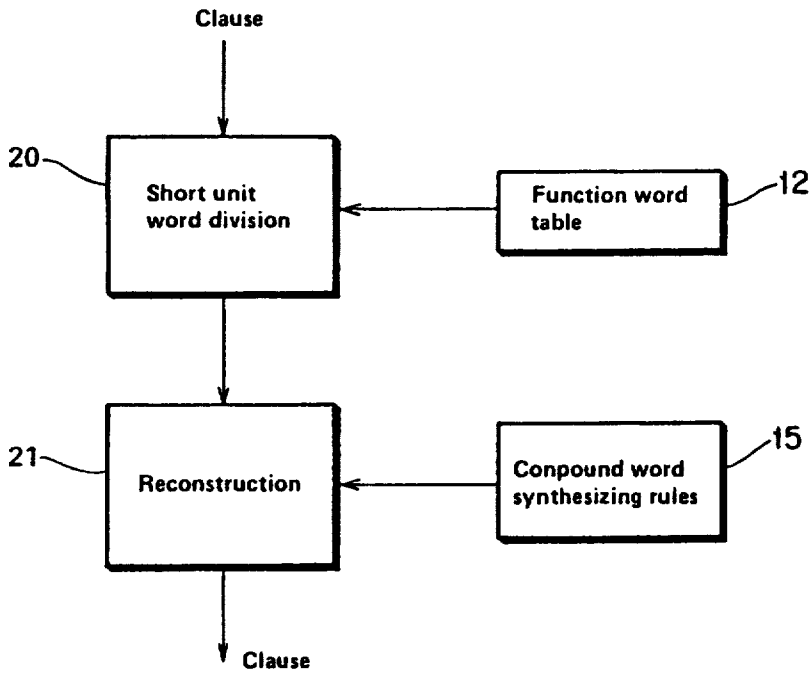 Clause
20
Short unit
word division
Function word
table
12
21
Reconstruction
Conpound word
synthesizing rules
15
Clause